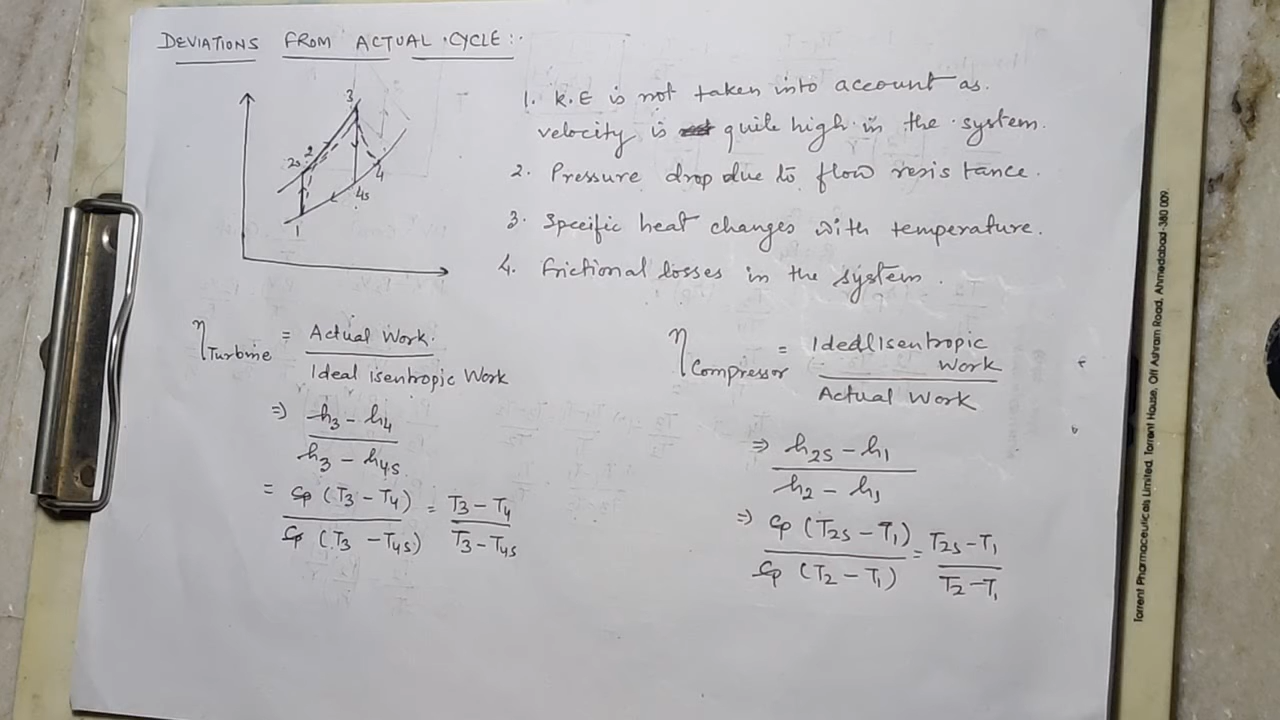 DEVIATIONS FROM ACTUAL CYCLE :-
3
2s 2
4
4s
1
1. K.E is not taken into account as
velocity is quite high in the system.
2. Pressure drop due to flow resistance.
3. Specific heat changes with temperature.
4. Frictional losses in the system.
η Turbine = Actual Work.
Ideal isentropic Work
⇒ h3 - h4
h3 - h4s
= Cp (T3 - T4) = T3 - T4
Cp (T3 - T4s) T3 - T4s
η Compressor = Ideal Isentropic
Work
Actual Work
⇒ h2s - h1
h2 - h1
⇒ Cp (T2s - T1) = T2s - T1
Cp (T2 - T1) T2 - T1
Torrent Pharmaceuticals Limited, Torrent House, Off Ashram Road, Ahmedabad-380 009.